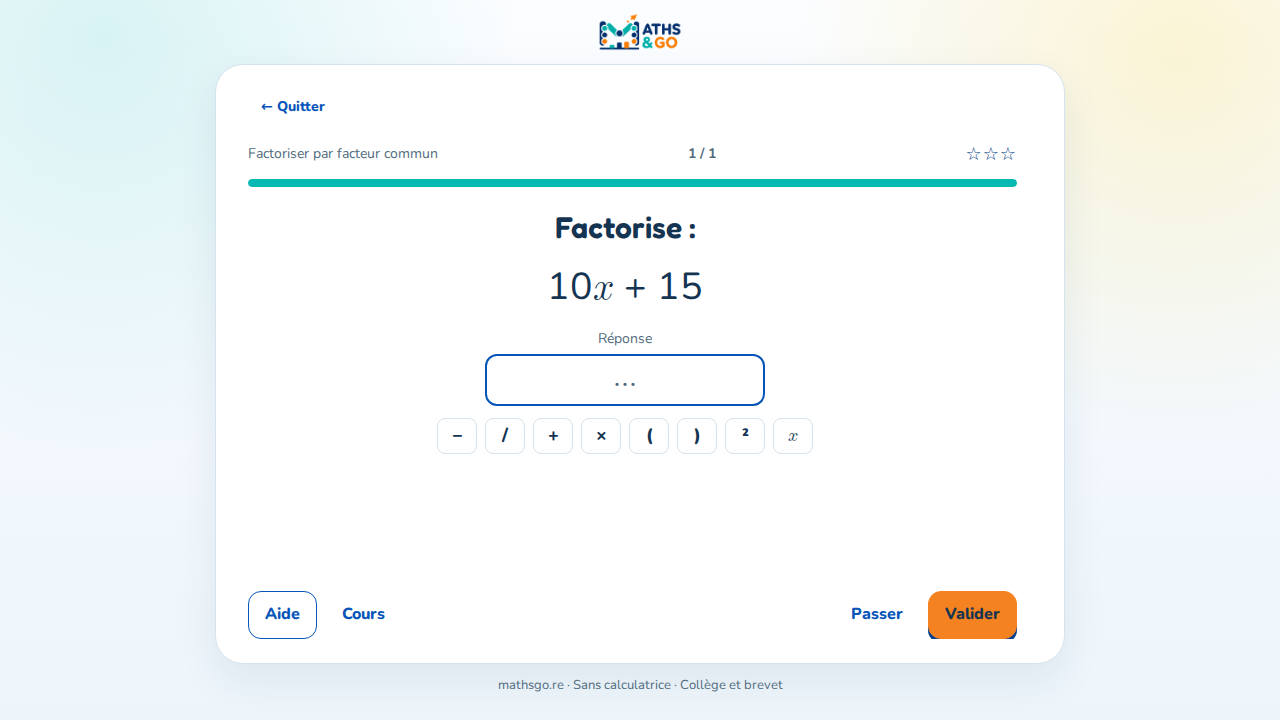 MATHS
&GO
← Quitter
Factoriser par facteur commun 1 / 1 ☆☆☆
Factorise :
10x + 15
Réponse
...
− / + × ( ) ² x
Aide Cours Passer Valider
mathsgo.re · Sans calculatrice · Collège et brevet